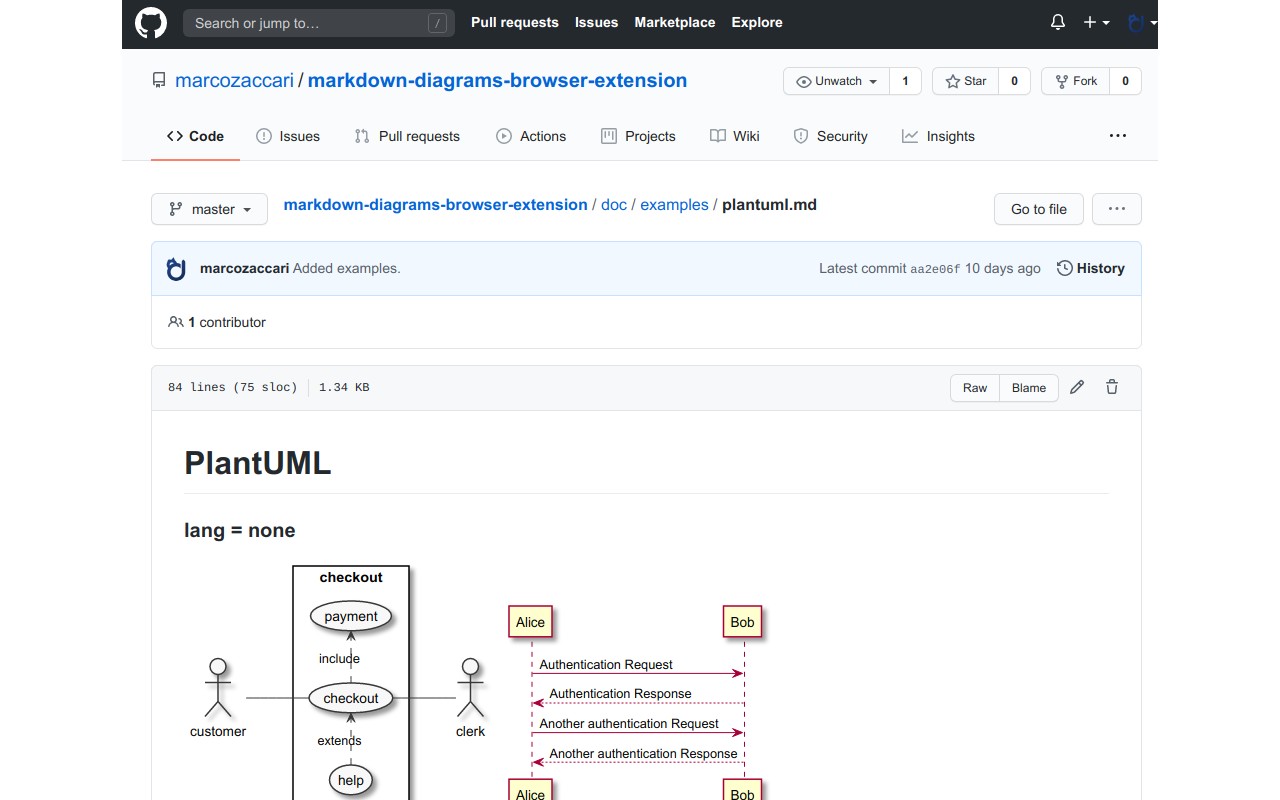 Search or jump to… / Pull requests Issues Marketplace Explore
marcozaccari / markdown-diagrams-browser-extension Unwatch 1 Star 0 Fork 0
Code Issues Pull requests Actions Projects Wiki Security Insights
master markdown-diagrams-browser-extension / doc / examples / plantuml.md Go to file
marcozaccari Added examples. Latest commit aa2e06f 10 days ago History
1 contributor
84 lines (75 sloc) 1.34 KB Raw Blame
PlantUML
lang = none
checkout
payment
include
checkout
extends
help
customer
clerk
Alice Bob
Authentication Request
Authentication Response
Another authentication Request
Another authentication Response
Alice Bob